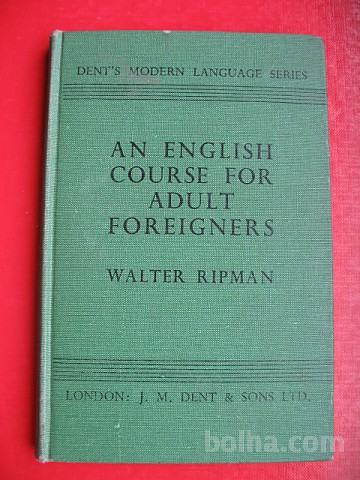 DENT'S MODERN LANGUAGE SERIES
AN ENGLISH
COURSE FOR
ADULT
FOREIGNERS
WALTER RIPMAN
LONDON: J. M. DENT & SONS LTD.
bolha.com